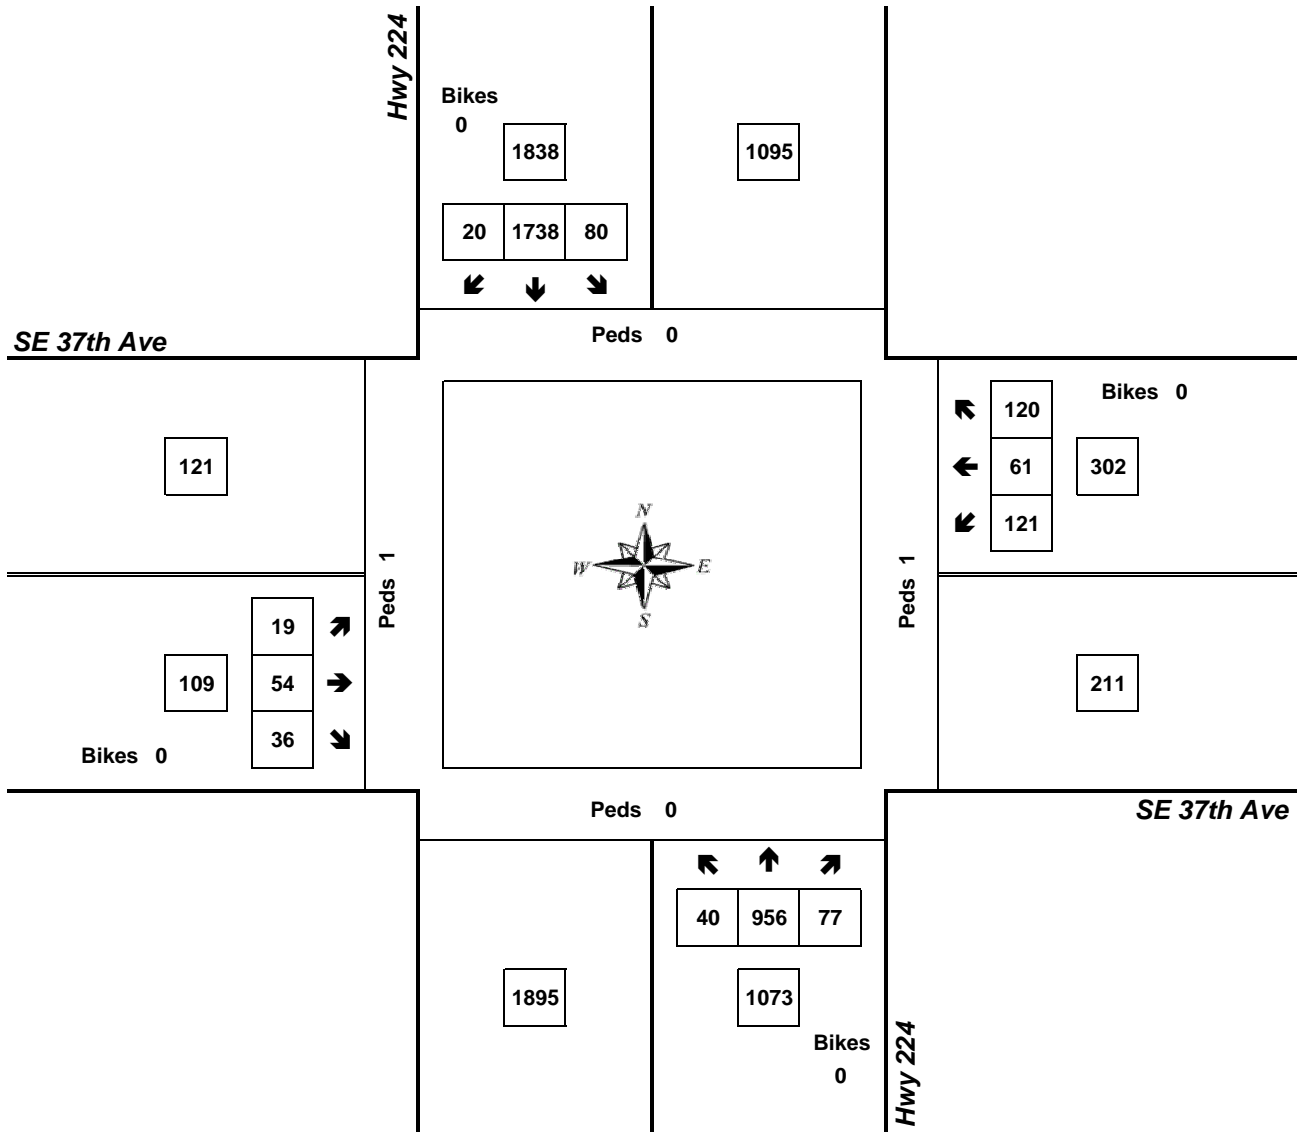 Hwy 224
Bikes
0
1838
1095
20 1738 80
Peds 0
SE 37th Ave
Bikes 0
120
121
61 302
121
N
W E
S
Peds 1
Peds 1
19
109 54
211
36
Bikes 0
Peds 0
SE 37th Ave
40 956 77
1895
1073
Bikes
0
Hwy 224